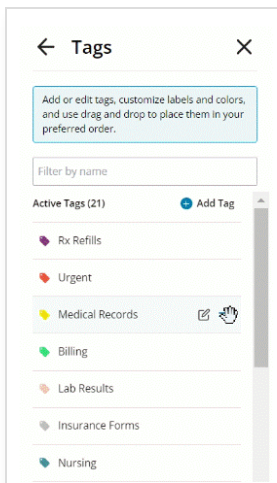 Tags
Add or edit tags, customize labels and colors,
and use drag and drop to place them in your
preferred order.
Filter by name
Active Tags (21) Add Tag
Rx Refills
Urgent
Medical Records
Billing
Lab Results
Insurance Forms
Nursing